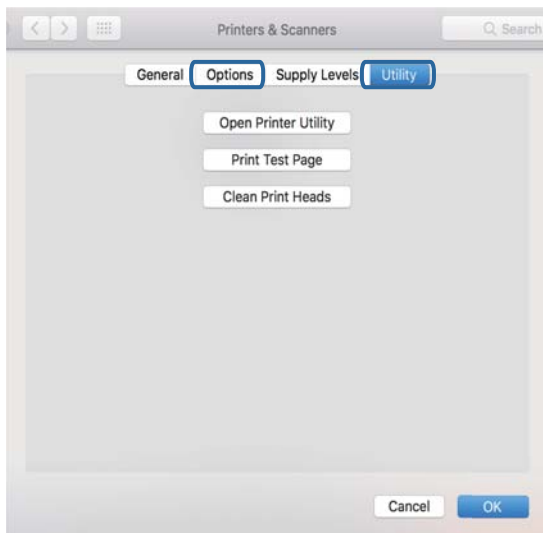 Printers & Scanners Search
General Options Supply Levels Utility
Open Printer Utility
Print Test Page
Clean Print Heads
Cancel OK